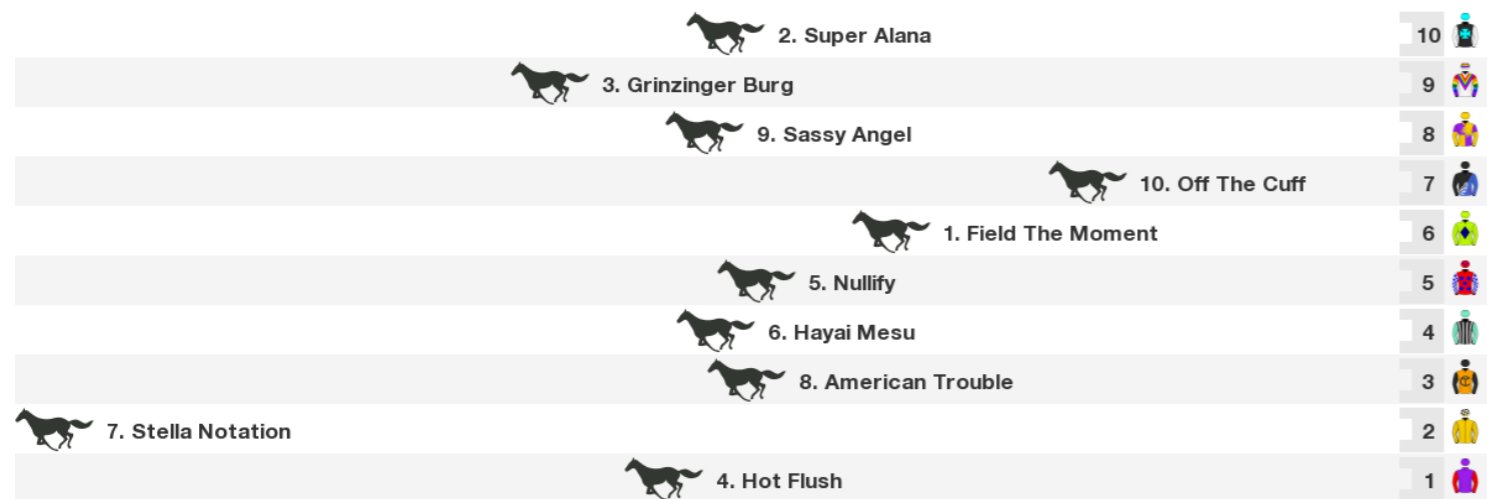 2. Super Alana 10
3. Grinzinger Burg 9
9. Sassy Angel 8
10. Off The Cuff 7
1. Field The Moment 6
5. Nullify 5
6. Hayai Mesu 4
8. American Trouble 3
7. Stella Notation 2
4. Hot Flush 1